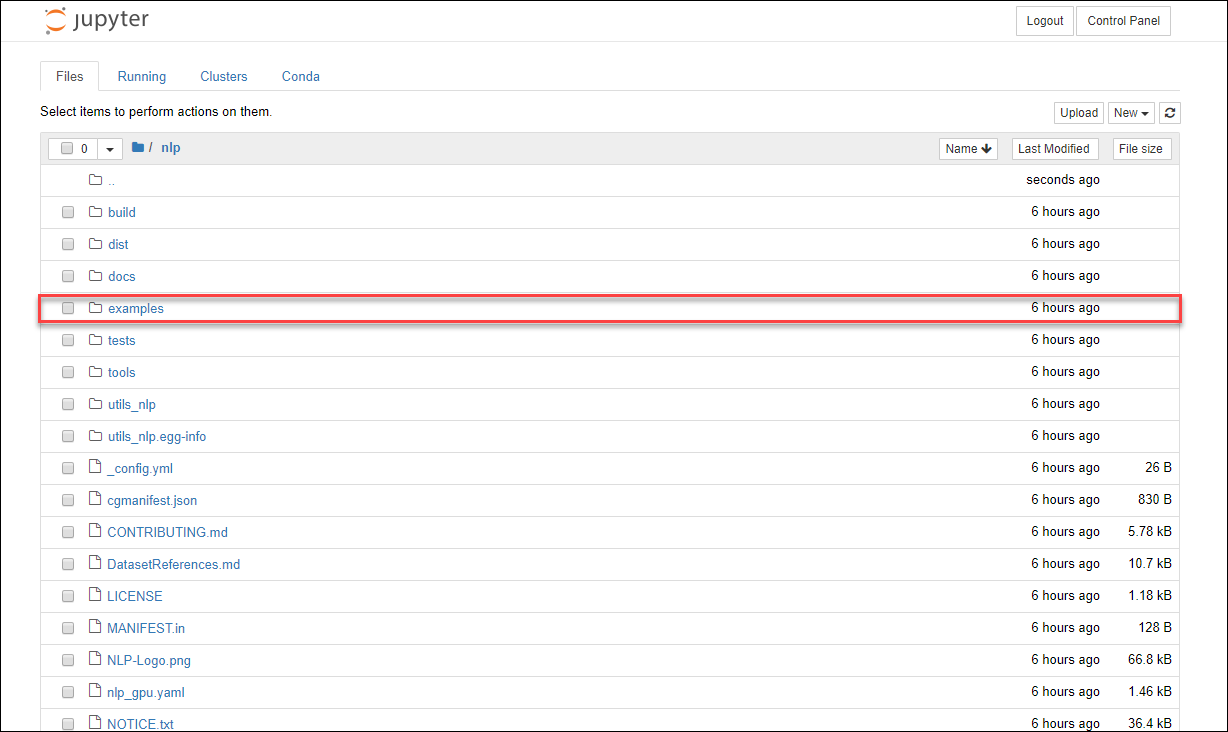 jupyter Logout Control Panel
Files Running Clusters Conda
Select items to perform actions on them. Upload New
0 / nlp Name Last Modified File size
.. seconds ago
build 6 hours ago
dist 6 hours ago
docs 6 hours ago
examples 6 hours ago
tests 6 hours ago
tools 6 hours ago
utils_nlp 6 hours ago
utils_nlp.egg-info 6 hours ago
_config.yml 6 hours ago 26 B
cgmanifest.json 6 hours ago 830 B
CONTRIBUTING.md 6 hours ago 5.78 kB
DatasetReferences.md 6 hours ago 10.7 kB
LICENSE 6 hours ago 1.18 kB
MANIFEST.in 6 hours ago 128 B
NLP-Logo.png 6 hours ago 66.8 kB
nlp_gpu.yaml 6 hours ago 1.46 kB
NOTICE.txt 6 hours ago 36.4 kB